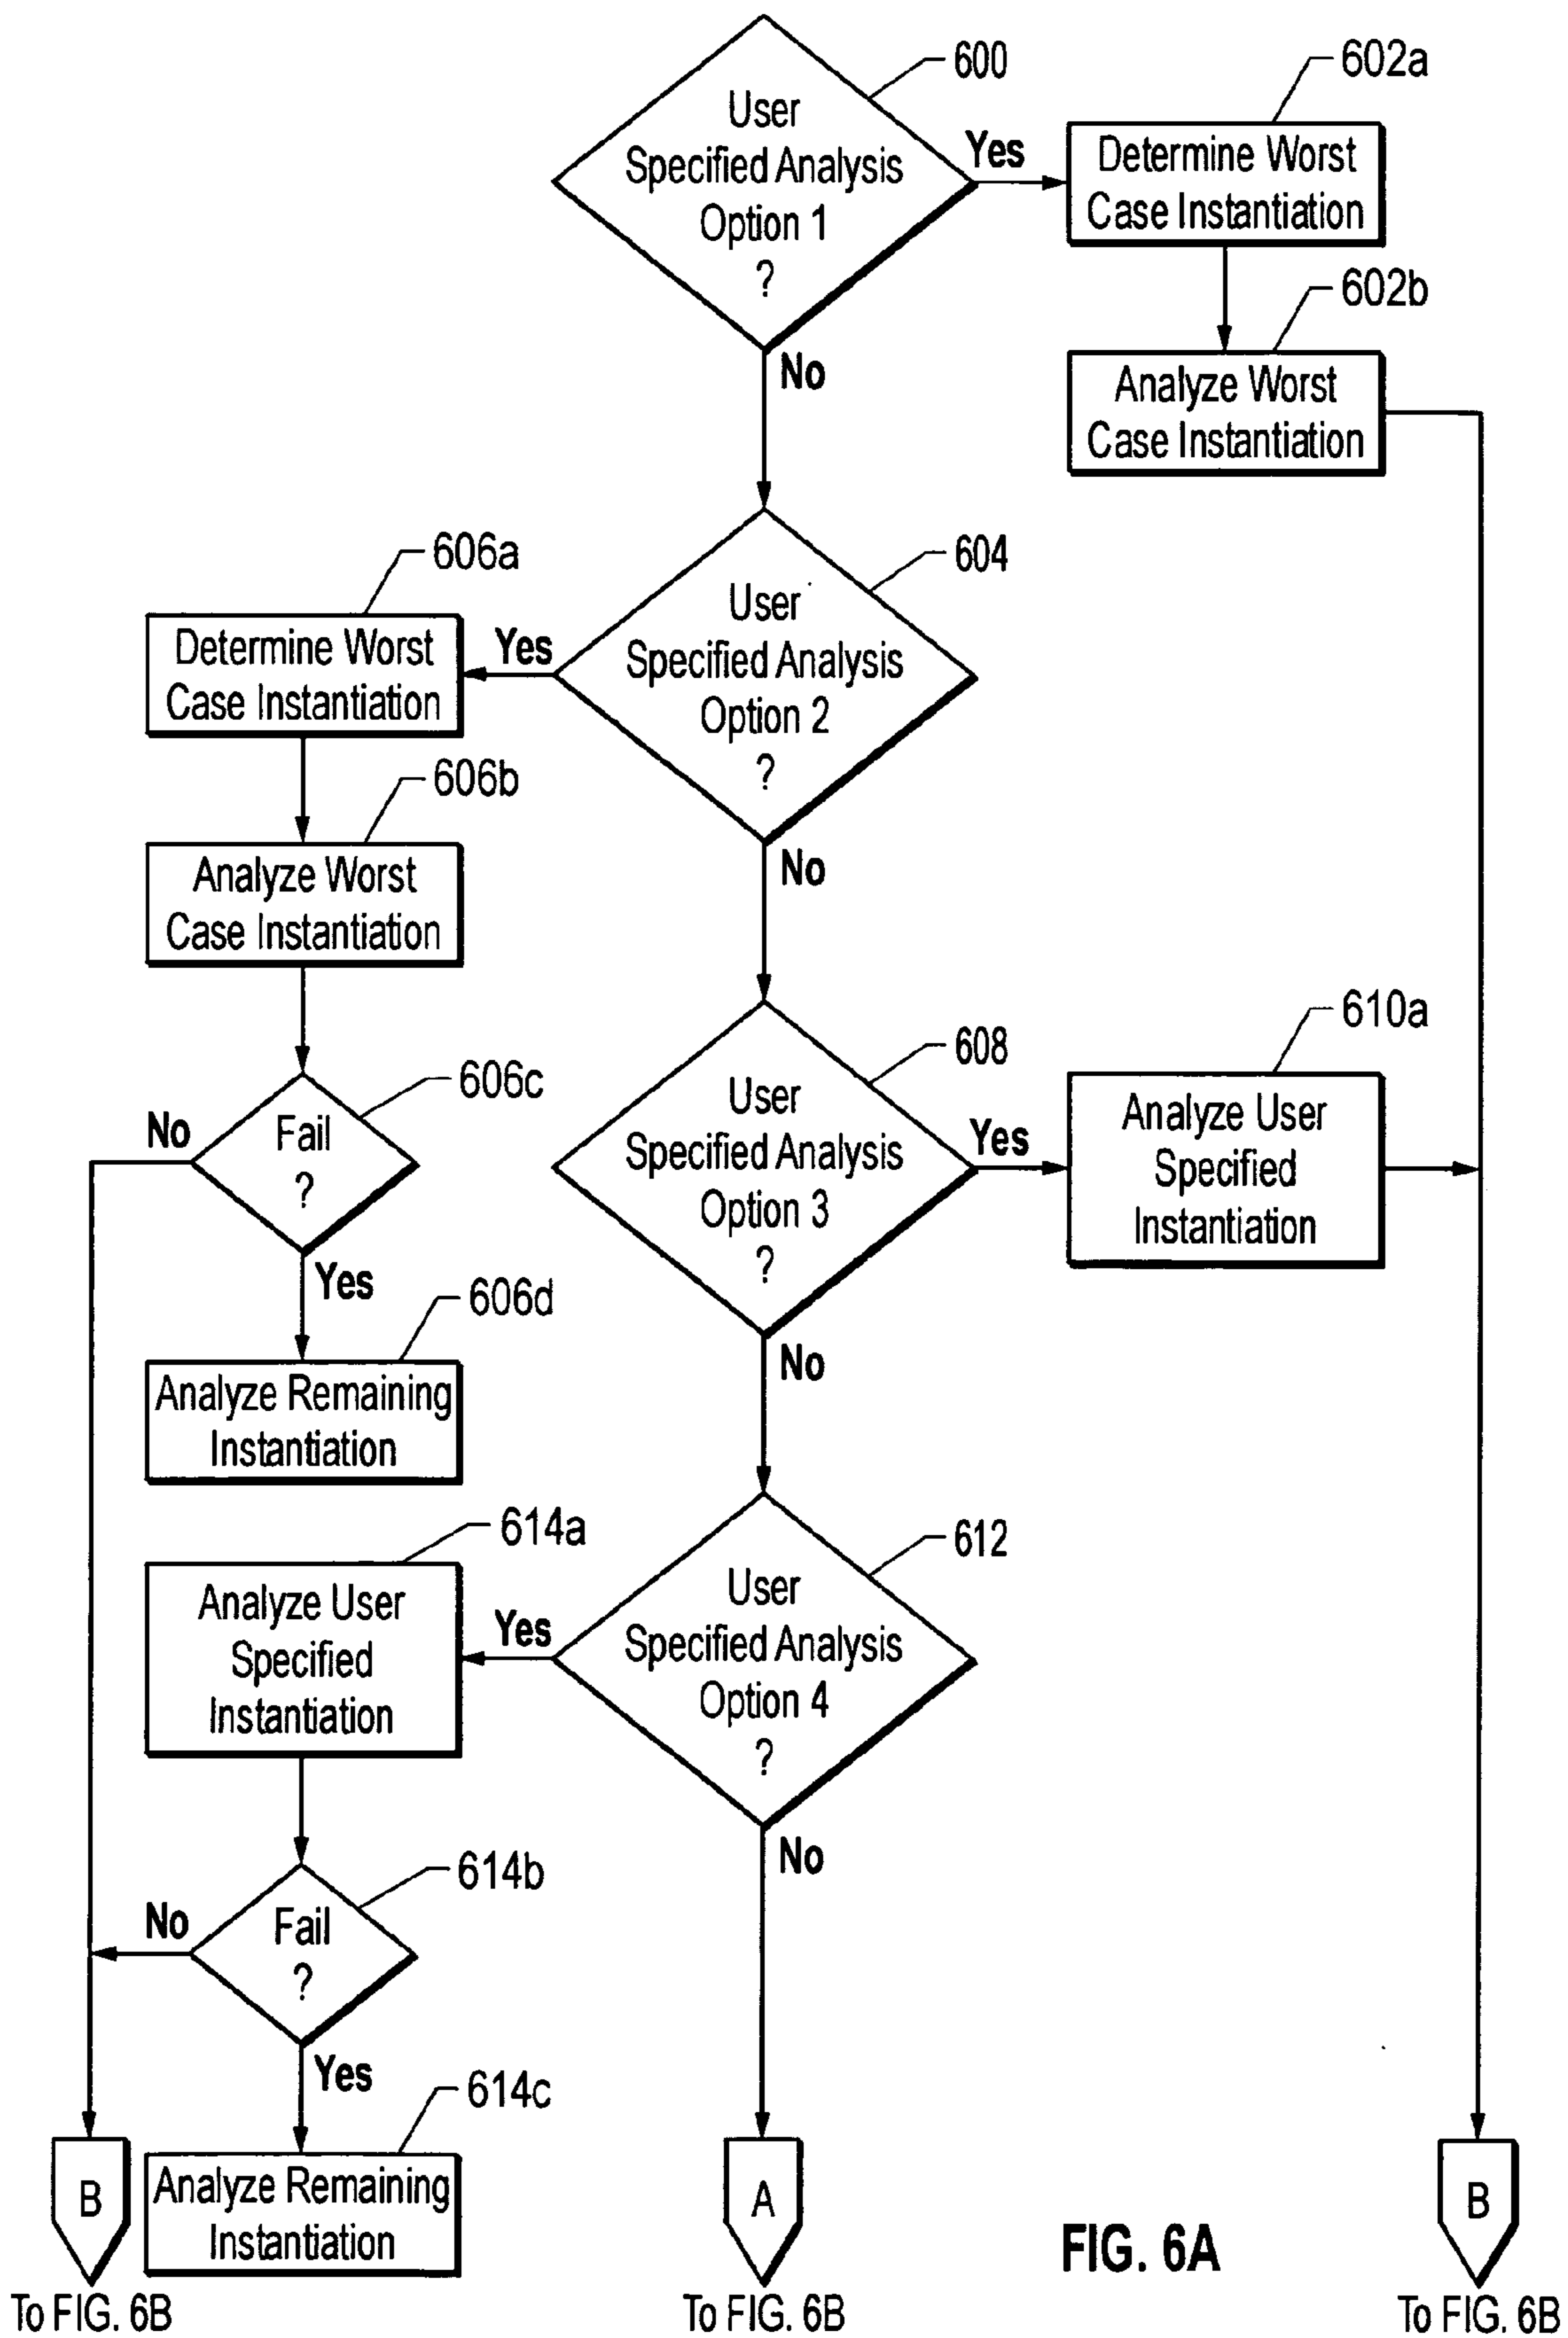 600
User
Specified Analysis
Option 1
?
Yes
602a
Determine Worst
Case Instantiation
602b
Analyze Worst
Case Instantiation
No
604
User
Specified Analysis
Option 2
?
Yes
606a
Determine Worst
Case Instantiation
606b
Analyze Worst
Case Instantiation
606c
Fail
?
No
Yes
606d
Analyze Remaining
Instantiation
No
608
User
Specified Analysis
Option 3
?
Yes
610a
Analyze User
Specified
Instantiation
No
612
User
Specified Analysis
Option 4
?
Yes
614a
Analyze User
Specified
Instantiation
614b
Fail
?
No
Yes
614c
Analyze Remaining
Instantiation
No
B
To FIG. 6B
A
To FIG. 6B
FIG. 6A
B
To FIG. 6B